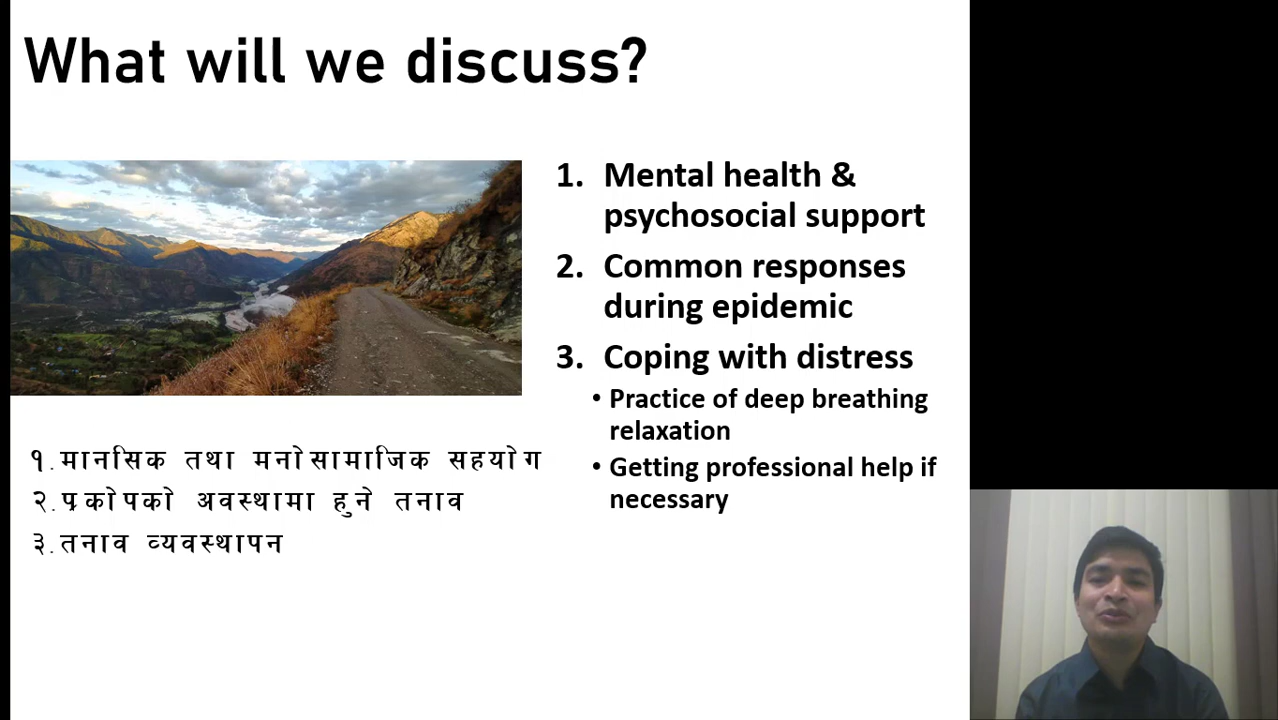 What will we discuss?
1. Mental health &
psychosocial support
2. Common responses
during epidemic
3. Coping with distress
• Practice of deep breathing
relaxation
• Getting professional help if
necessary
१.मानसिक तथा मनोसामाजिक सहयोग
२.प्रकोपको अवस्थामा हुने तनाव
३.तनाव व्यवस्थापन